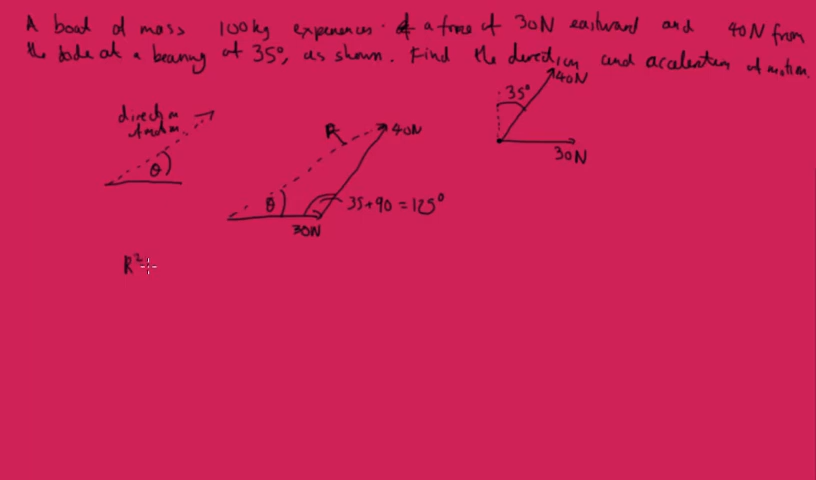 A boat of mass 100kg experiences a force of 30N eastward and 40N from
the tide at a bearing of 35°, as shown. Find the direction and acceleration of motion.
40N
35°
30N
direction
of motion
θ
R
40N
θ
35+90=125°
30N
R²